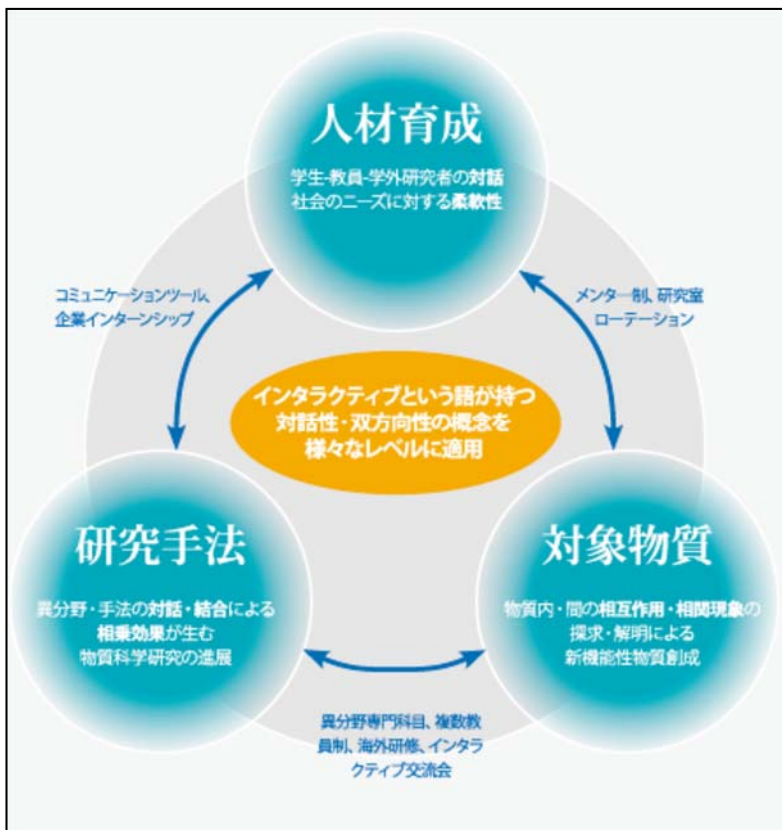 人材育成
学生-教員-学外研究者の対話
社会のニーズに対する柔軟性
コミュニケーションツール、
企業インターンシップ
メンター制、研究室
ローテーション
インタラクティブという語が持つ
対話性・双方向性の概念を
様々なレベルに適用
研究手法
異分野・手法の対話・結合による
相乗効果が生む
物質科学研究の進展
対象物質
物質内・間の相互作用・相関現象の
探求・解明による
新機能性物質創成
異分野専門科目、複数教
員制、海外研修、インタラ
クティブ交流会